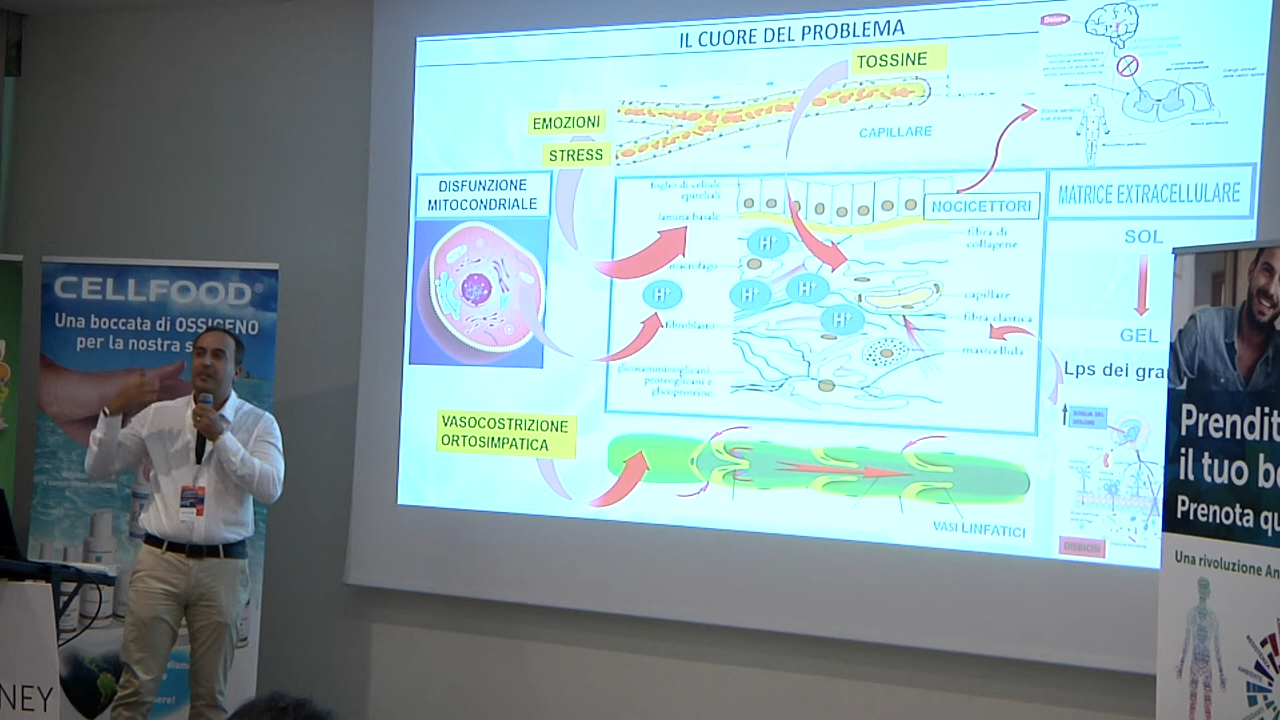 IL CUORE DEL PROBLEMA
Dolore
TOSSINE
EMOZIONI
STRESS
CAPILLARE
DISFUNZIONE
MITOCONDRIALE
foglio di cellule
epiteliali
lamina basale
macrofago
fibroblasto
glicosamminoglicani,
proteoglicani e
glicoproteine
H+
H+
H+
H+
H+
NOCICETTORI
fibra di
collagene
capillare
fibra elastica
mastcellula
MATRICE EXTRACELLULARE
SOL
GEL
Lps dei gra
SOGLIA DEL
DOLORE
DISBIOSI
VASOCOSTRIZIONE
ORTOSIMPATICA
VASI LINFATICI
CELLFOOD®
Una boccata di OSSIGENO
per la nostra s
NEY
Prendit
il tuo b
Prenota qu
Una rivoluzione An